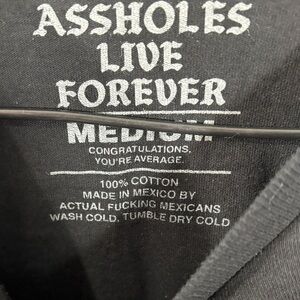 ASSHOLES
LIVE
FOREVER
MEDIUM
CONGRATULATIONS,
YOU'RE AVERAGE.
100% COTTON
MADE IN MEXICO BY
ACTUAL FUCKING MEXICANS
WASH COLD, TUMBLE DRY COLD